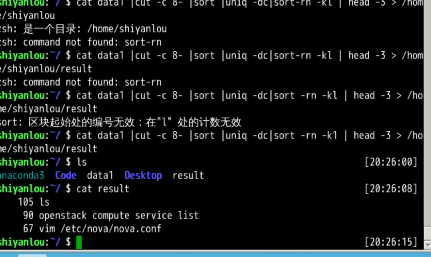 shiyanlou:~/ $ cat data1 |cut -c 8- |sort |uniq -dc|sort-rn -kl | head -3 > /hom
e/shiyanlou
zsh: 是一个目录: /home/shiyanlou
zsh: command not found: sort-rn
shiyanlou:~/ $ cat data1 |cut -c 8- |sort |uniq -dc|sort-rn -kl | head -3 > /hom
e/shiyanlou/result
zsh: command not found: sort-rn
shiyanlou:~/ $ cat data1 |cut -c 8- |sort |uniq -dc|sort -rn -kl | head -3 > /ho
me/shiyanlou/result
sort: 区块起始处的编号无效：在"l" 处的计数无效
shiyanlou:~/ $ cat data1 |cut -c 8- |sort |uniq -dc|sort -rn -k1 | head -3 > /ho
me/shiyanlou/result
shiyanlou:~/ $ ls [20:26:00]
anaconda3 Code data1 Desktop result
shiyanlou:~/ $ cat result [20:26:08]
105 ls
90 openstack compute service list
67 vim /etc/nova/nova.conf
shiyanlou:~/ $ [20:26:15]